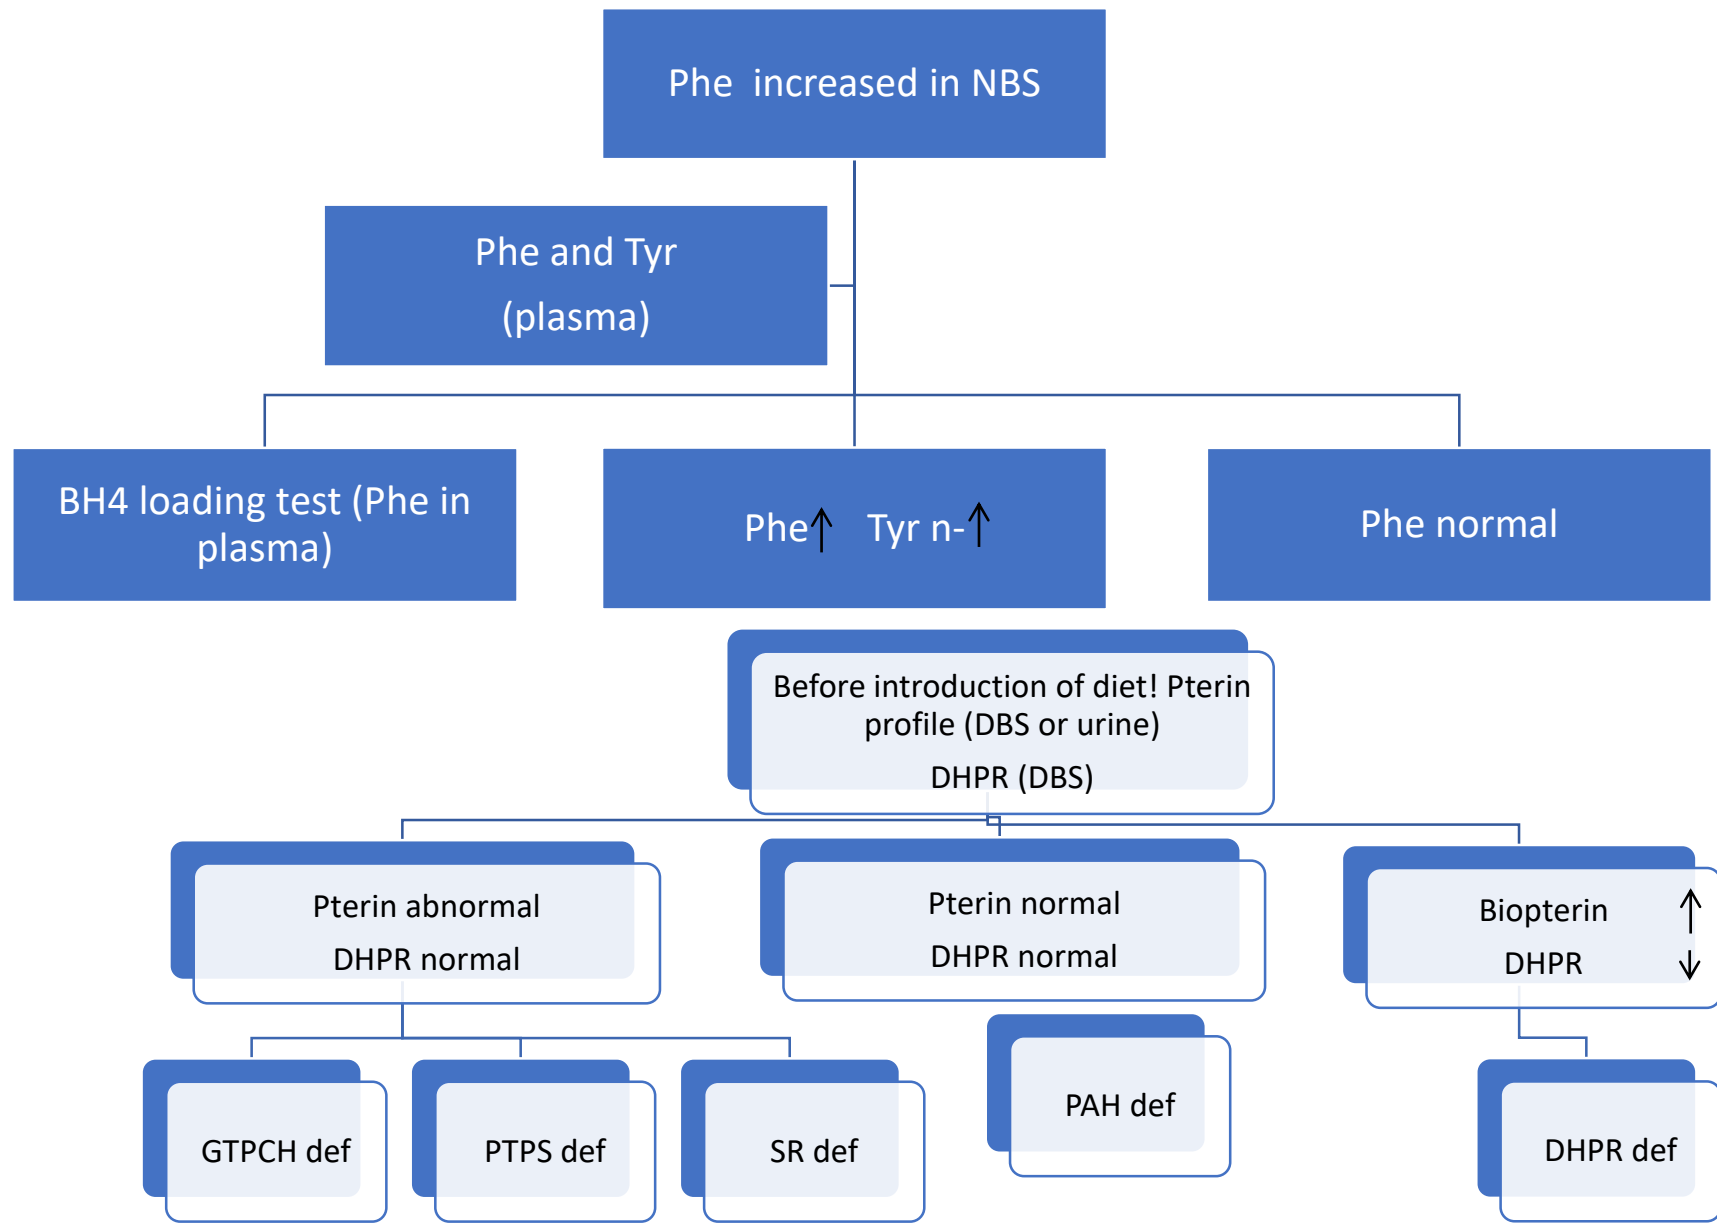 Phe  increased in NBS
Phe and Tyr
(plasma)
BH4 loading test (Phe in
plasma)
Phe↑ Tyr n-↑
Phe normal
Before introduction of diet! Pterin
profile (DBS or urine)
DHPR (DBS)
Pterin abnormal
DHPR normal
Pterin normal
DHPR normal
Biopterin ↑
DHPR ↓
GTPCH def
PTPS def
SR def
PAH def
DHPR def